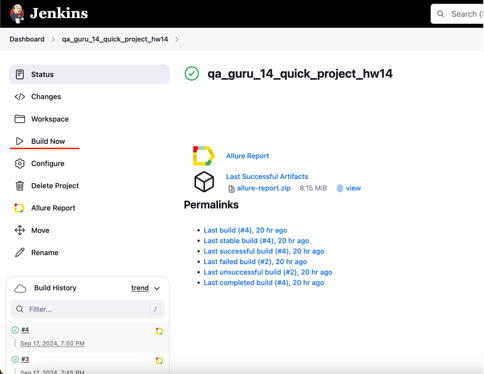 Jenkins
Search (
Dashboard > qa_guru_14_quick_project_hw14 >
Status
Changes
Workspace
Build Now
Configure
Delete Project
Allure Report
Move
Rename
Build History trend
Filter... /
#4
Sep 17, 2024, 7:50 PM
#3
Sep 17, 2024, 7:45 PM
qa_guru_14_quick_project_hw14
Allure Report
Last Successful Artifacts
allure-report.zip 8.15 MiB view
Permalinks
Last build (#4), 20 hr ago
Last stable build (#4), 20 hr ago
Last successful build (#4), 20 hr ago
Last failed build (#2), 20 hr ago
Last unsuccessful build (#2), 20 hr ago
Last completed build (#4), 20 hr ago